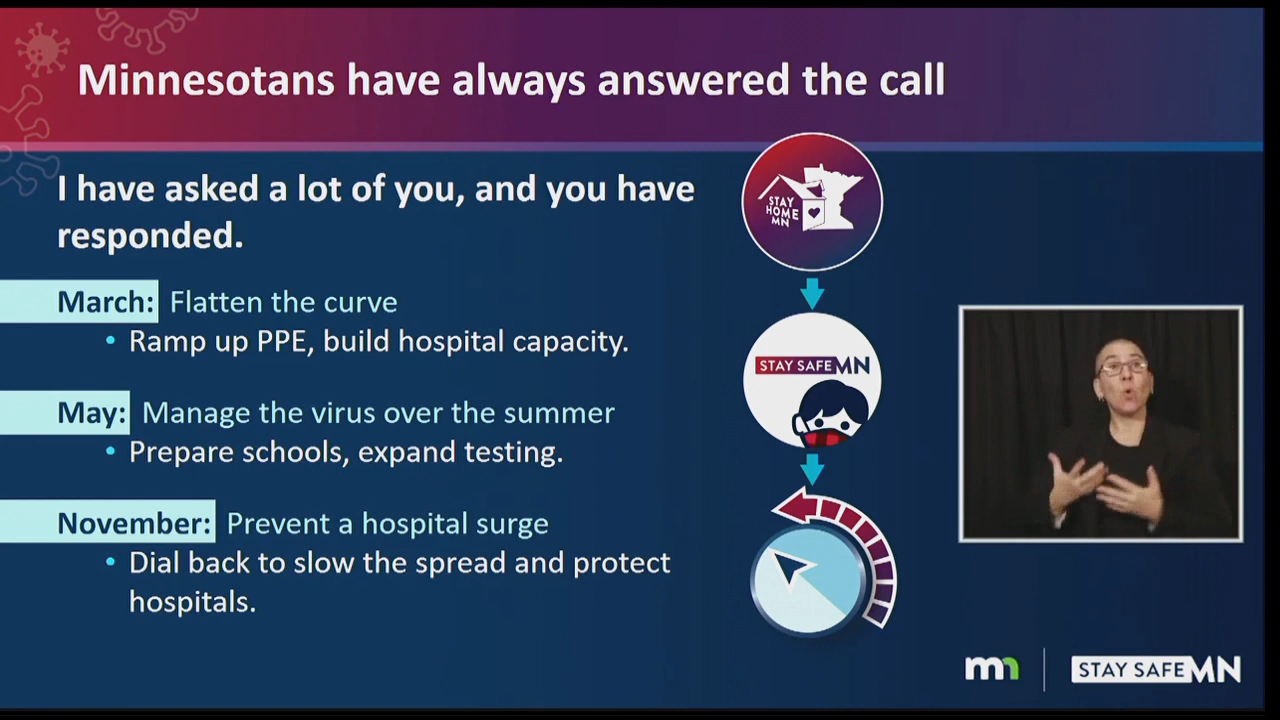 Minnesotans have always answered the call
I have asked a lot of you, and you have
responded.
March: Flatten the curve
• Ramp up PPE, build hospital capacity.
May: Manage the virus over the summer
• Prepare schools, expand testing.
November: Prevent a hospital surge
• Dial back to slow the spread and protect
hospitals.
STAY
HOME
MN
STAY SAFE MN
mn
STAY SAFE MN